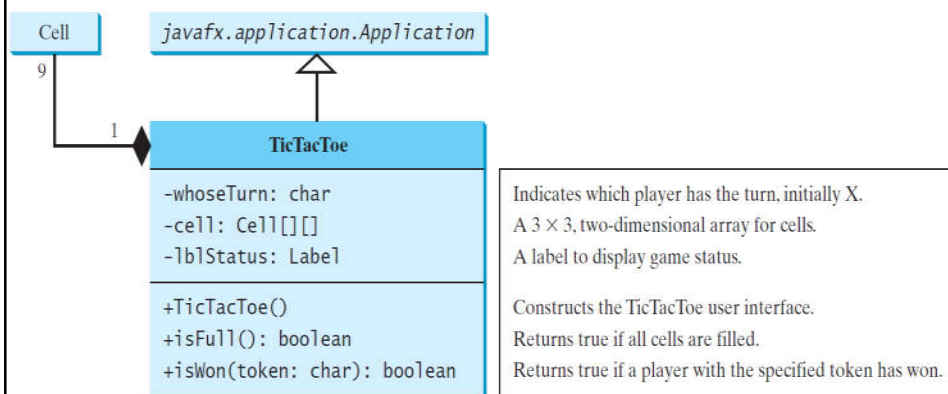 Cell
javafx.application.Application
9
1
TicTacToe
-whoseTurn: char
Indicates which player has the turn, initially X.
-cell: Cell[][]
A 3 × 3, two-dimensional array for cells.
-lblStatus: Label
A label to display game status.
+TicTacToe()
Constructs the TicTacToe user interface.
+isFull(): boolean
Returns true if all cells are filled.
+isWon(token: char): boolean
Returns true if a player with the specified token has won.